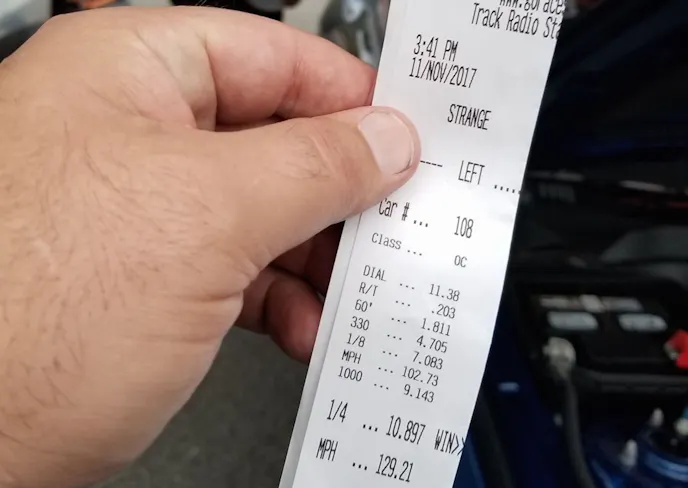 Track Radio Sta
3:41 PM
11/NOV/2017
STRANGE
---- LEFT .....
Car # ... 108
Class ... OC
DIAL ... 11.38
R/T ... .203
60' ... 1.811
330 ... 4.705
1/8 ... 7.083
MPH ... 102.73
1000 ... 9.143
1/4 ... 10.897 WIN>>
MPH ... 129.21